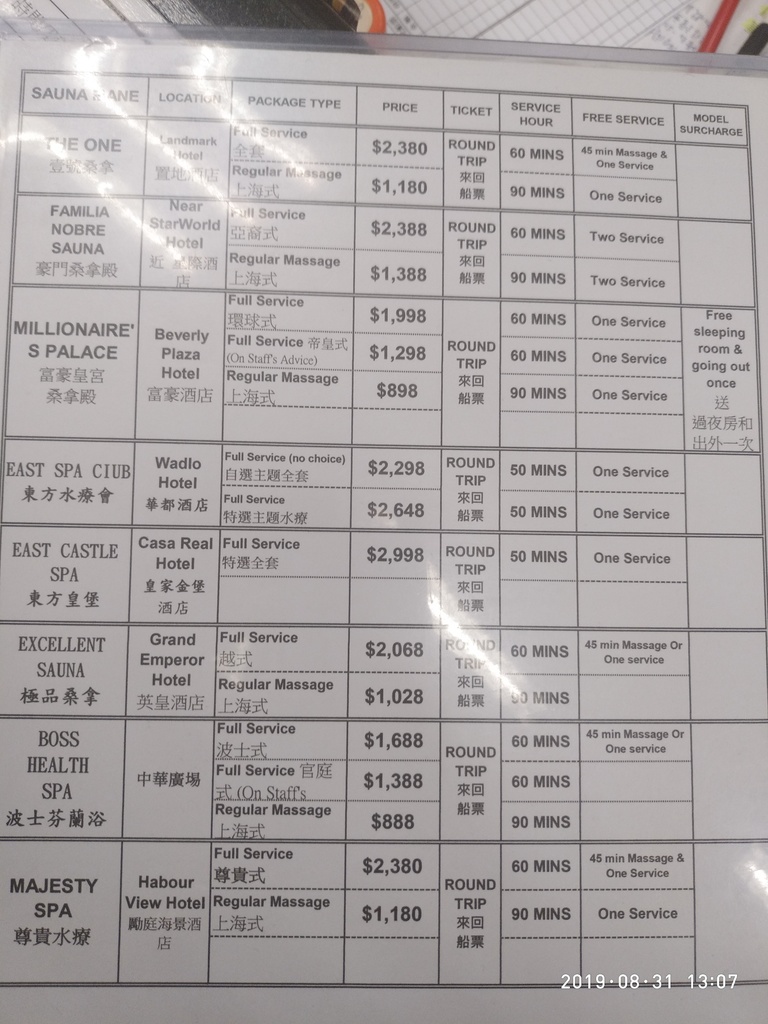 SAUNA NANE LOCATION PACKAGE TYPE PRICE TICKET SERVICE HOUR FREE SERVICE MODEL SURCHARGE
THE ONE
壹號桑拿
Landmark
Hotel
置地酒店
Full Service
全套
$2,380
ROUND
TRIP
來回
船票
60 MINS
45 min Massage &
One Service
Regular Massage
上海式
$1,180
90 MINS
One Service
FAMILIA
NOBRE
SAUNA
豪門桑拿殿
Near
StarWorld
Hotel
近 星際酒
店
Full Service
亞裔式
$2,388
ROUND
TRIP
來回
船票
60 MINS
Two Service
Regular Massage
上海式
$1,388
90 MINS
Two Service
MILLIONAIRE'
S PALACE
富豪皇宮
桑拿殿
Beverly
Plaza
Hotel
富豪酒店
Full Service
環球式
$1,998
ROUND
TRIP
來回
船票
60 MINS
One Service
Full Service 帝皇式
(On Staff's Advice)
$1,298
60 MINS
One Service
Regular Massage
上海式
$898
90 MINS
One Service
Free
sleeping
room &
going out
once
送
過夜房和
出外一次
EAST SPA CIUB
東方水療會
Wadlo
Hotel
華都酒店
Full Service (no choice)
自選主題全套
$2,298
ROUND
TRIP
來回
船票
50 MINS
One Service
Full Service
特選主題水療
$2,648
50 MINS
One Service
EAST CASTLE
SPA
東方皇堡
Casa Real
Hotel
皇家金堡
酒店
Full Service
特選全套
$2,998
ROUND
TRIP
來回
船票
50 MINS
One Service
EXCELLENT
SAUNA
極品桑拿
Grand
Emperor
Hotel
英皇酒店
Full Service
越式
$2,068
ROUND
TRIP
來回
船票
60 MINS
45 min Massage Or
One service
Regular Massage
上海式
$1,028
90 MINS
BOSS
HEALTH
SPA
波士芬蘭浴
中華廣場
Full Service
波士式
$1,688
ROUND
TRIP
來回
船票
60 MINS
45 min Massage Or
One service
Full Service 官庭
式 (On Staff's
$1,388
60 MINS
Regular Massage
上海式
$888
90 MINS
MAJESTY
SPA
尊貴水療
Habour
View Hotel
勵庭海景酒
店
Full Service
尊貴式
$2,380
ROUND
TRIP
來回
船票
60 MINS
45 min Massage &
One Service
Regular Massage
上海式
$1,180
90 MINS
One Service
2019·08·31 13:07